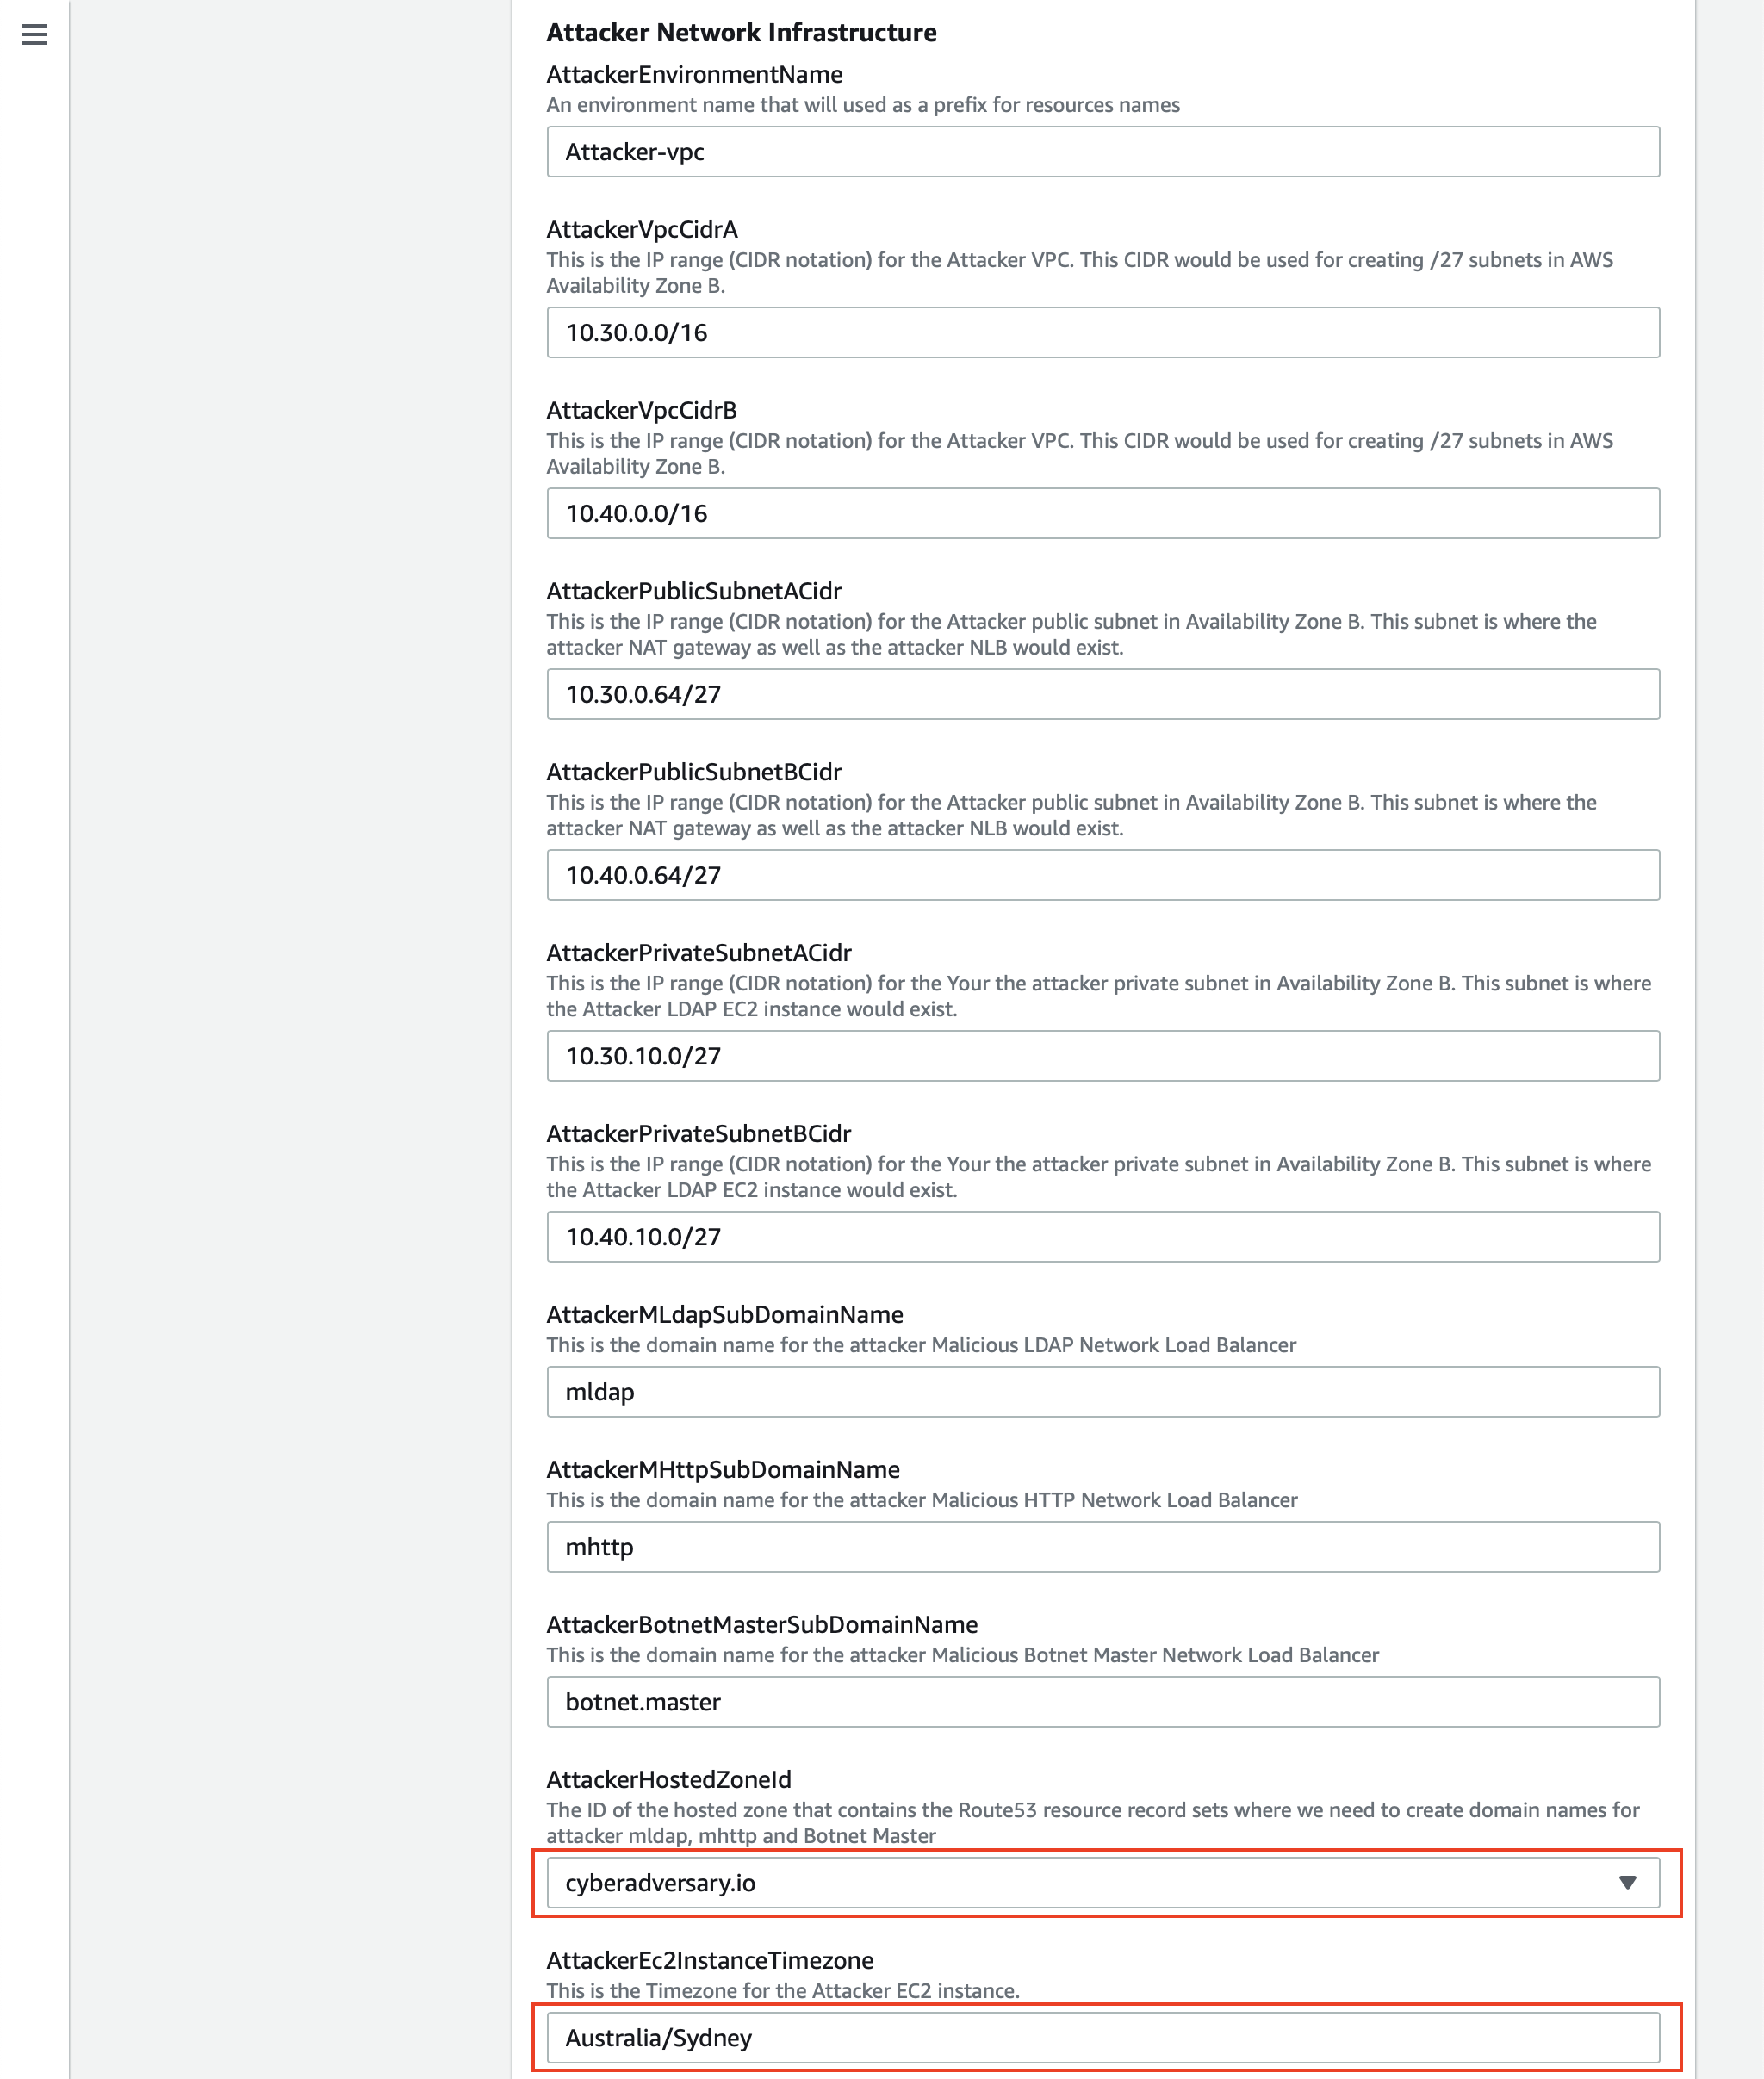 Attacker Network Infrastructure
AttackerEnvironmentName
An environment name that will used as a prefix for resources names
Attacker-vpc
AttackerVpcCidrA
This is the IP range (CIDR notation) for the Attacker VPC. This CIDR would be used for creating /27 subnets in AWS
Availability Zone B.
10.30.0.0/16
AttackerVpcCidrB
This is the IP range (CIDR notation) for the Attacker VPC. This CIDR would be used for creating /27 subnets in AWS
Availability Zone B.
10.40.0.0/16
AttackerPublicSubnetACidr
This is the IP range (CIDR notation) for the Attacker public subnet in Availability Zone B. This subnet is where the
attacker NAT gateway as well as the attacker NLB would exist.
10.30.0.64/27
AttackerPublicSubnetBCidr
This is the IP range (CIDR notation) for the Attacker public subnet in Availability Zone B. This subnet is where the
attacker NAT gateway as well as the attacker NLB would exist.
10.40.0.64/27
AttackerPrivateSubnetACidr
This is the IP range (CIDR notation) for the Your the attacker private subnet in Availability Zone B. This subnet is where
the Attacker LDAP EC2 instance would exist.
10.30.10.0/27
AttackerPrivateSubnetBCidr
This is the IP range (CIDR notation) for the Your the attacker private subnet in Availability Zone B. This subnet is where
the Attacker LDAP EC2 instance would exist.
10.40.10.0/27
AttackerMLdapSubDomainName
This is the domain name for the attacker Malicious LDAP Network Load Balancer
mldap
AttackerMHttpSubDomainName
This is the domain name for the attacker Malicious HTTP Network Load Balancer
mhttp
AttackerBotnetMasterSubDomainName
This is the domain name for the attacker Malicious Botnet Master Network Load Balancer
botnet.master
AttackerHostedZoneId
The ID of the hosted zone that contains the Route53 resource record sets where we need to create domain names for
attacker mldap, mhttp and Botnet Master
cyberadversary.io
AttackerEc2InstanceTimezone
This is the Timezone for the Attacker EC2 instance.
Australia/Sydney